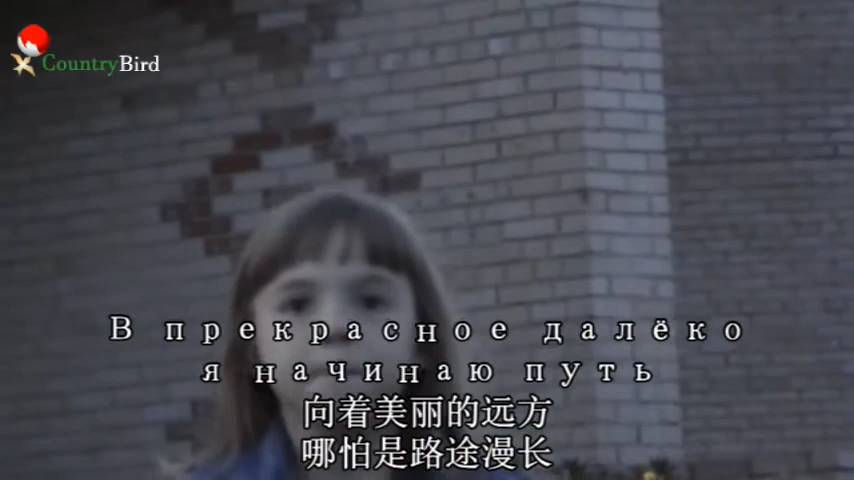 CountryBird
В прекрасное далёко
я начинаю путь
向着美丽的远方
哪怕是路途漫长